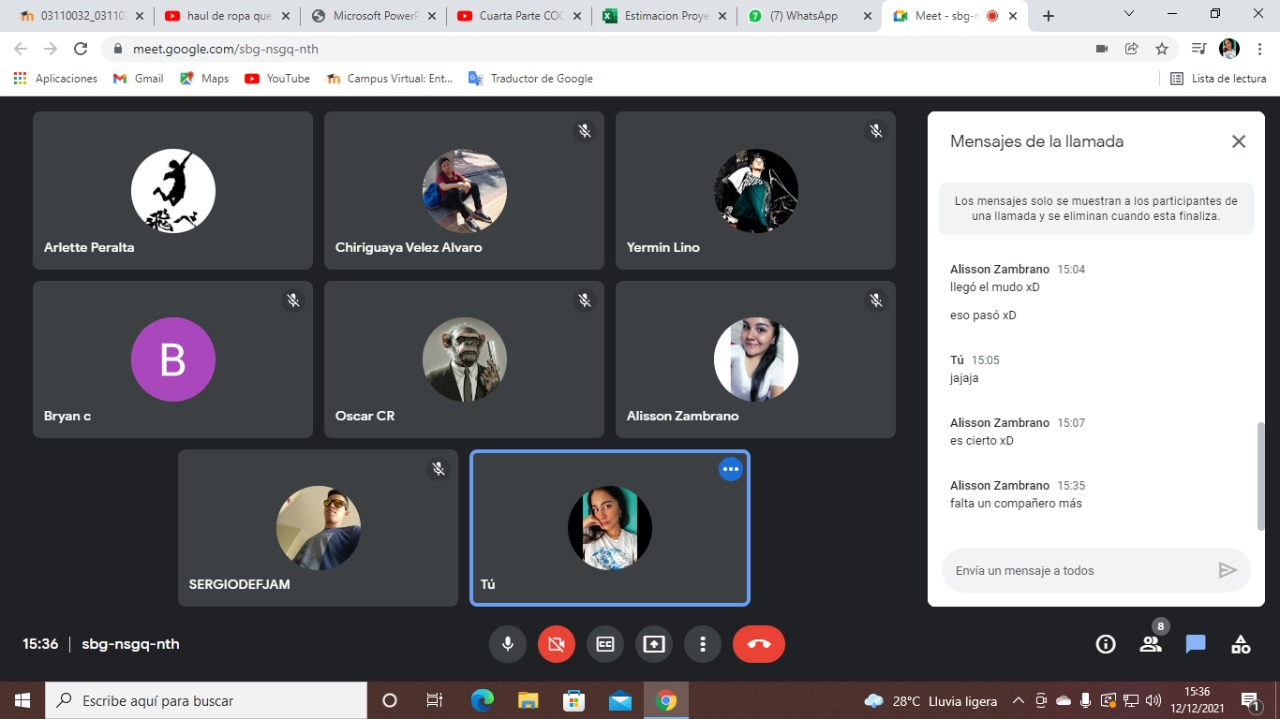 03110032_03110
hani de ropa que
Microsoft PowerP
Cuarta Parte COC
Estimacion Proye
(7) WhatsApp
Meet - sbg-n
meet.google.com/sbg-nsgq-nth
Aplicaciones
Gmail
Maps
YouTube
Campus Virtual: Ent...
Traductor de Google
Lista de lectura
Arlette Peralta
Chiriguaya Velez Alvaro
Yermin Lino
B
Bryan c
Oscar CR
Alisson Zambrano
SERGIODEFJAM
Tú
Mensajes de la llamada
Los mensajes solo se muestran a los participantes de
una llamada y se eliminan cuando esta finaliza.
Alisson Zambrano 15:04
llegó el mudo xD
eso pasó xD
Tú 15:05
jajaja
Alisson Zambrano 15:07
es cierto xD
Alisson Zambrano 15:35
falta un compañero más
Envía un mensaje a todos
15:36 | sbg-nsgq-nth
8
Escribe aquí para buscar
28°C Lluvia ligera
15:36
12/12/2021
1